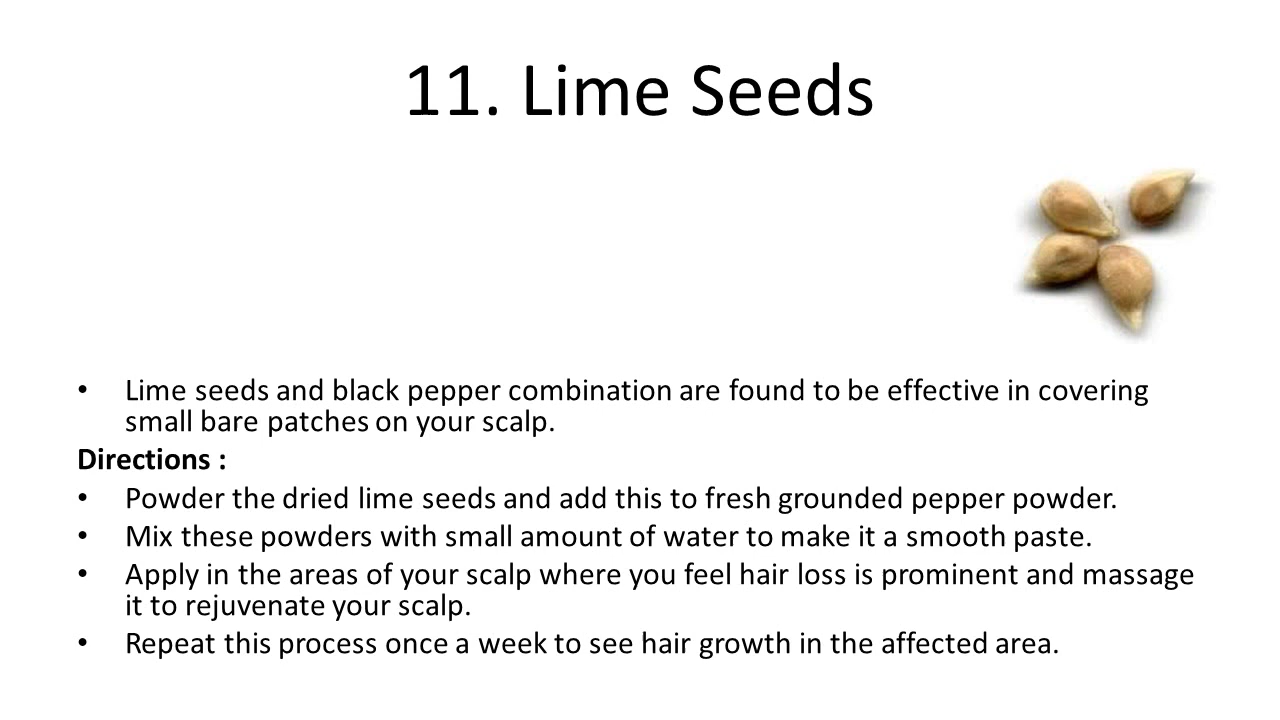 11. Lime Seeds
• Lime seeds and black pepper combination are found to be effective in covering
small bare patches on your scalp.
Directions :
• Powder the dried lime seeds and add this to fresh grounded pepper powder.
• Mix these powders with small amount of water to make it a smooth paste.
• Apply in the areas of your scalp where you feel hair loss is prominent and massage
it to rejuvenate your scalp.
• Repeat this process once a week to see hair growth in the affected area.